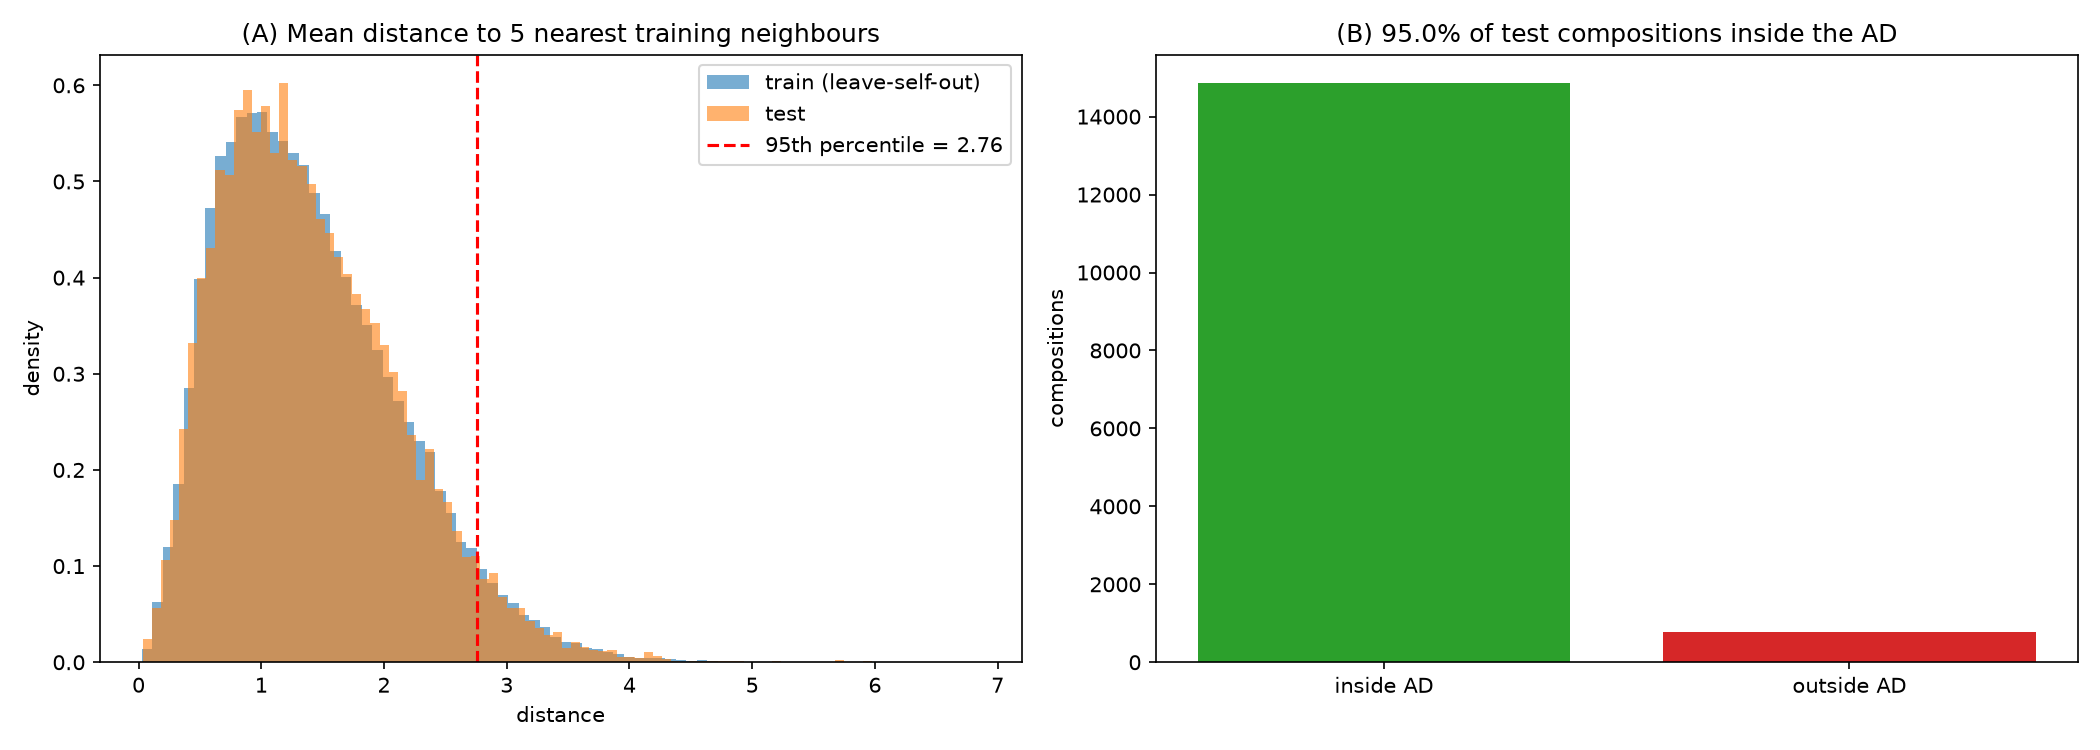 (A) Mean distance to 5 nearest training neighbours
density
0.6
0.5
0.4
0.3
0.2
0.1
0.0
train (leave-self-out)
test
95th percentile = 2.76
0 1 2 3 4 5 6 7
distance
(B) 95.0% of test compositions inside the AD
compositions
14000
12000
10000
8000
6000
4000
2000
0
inside AD outside AD